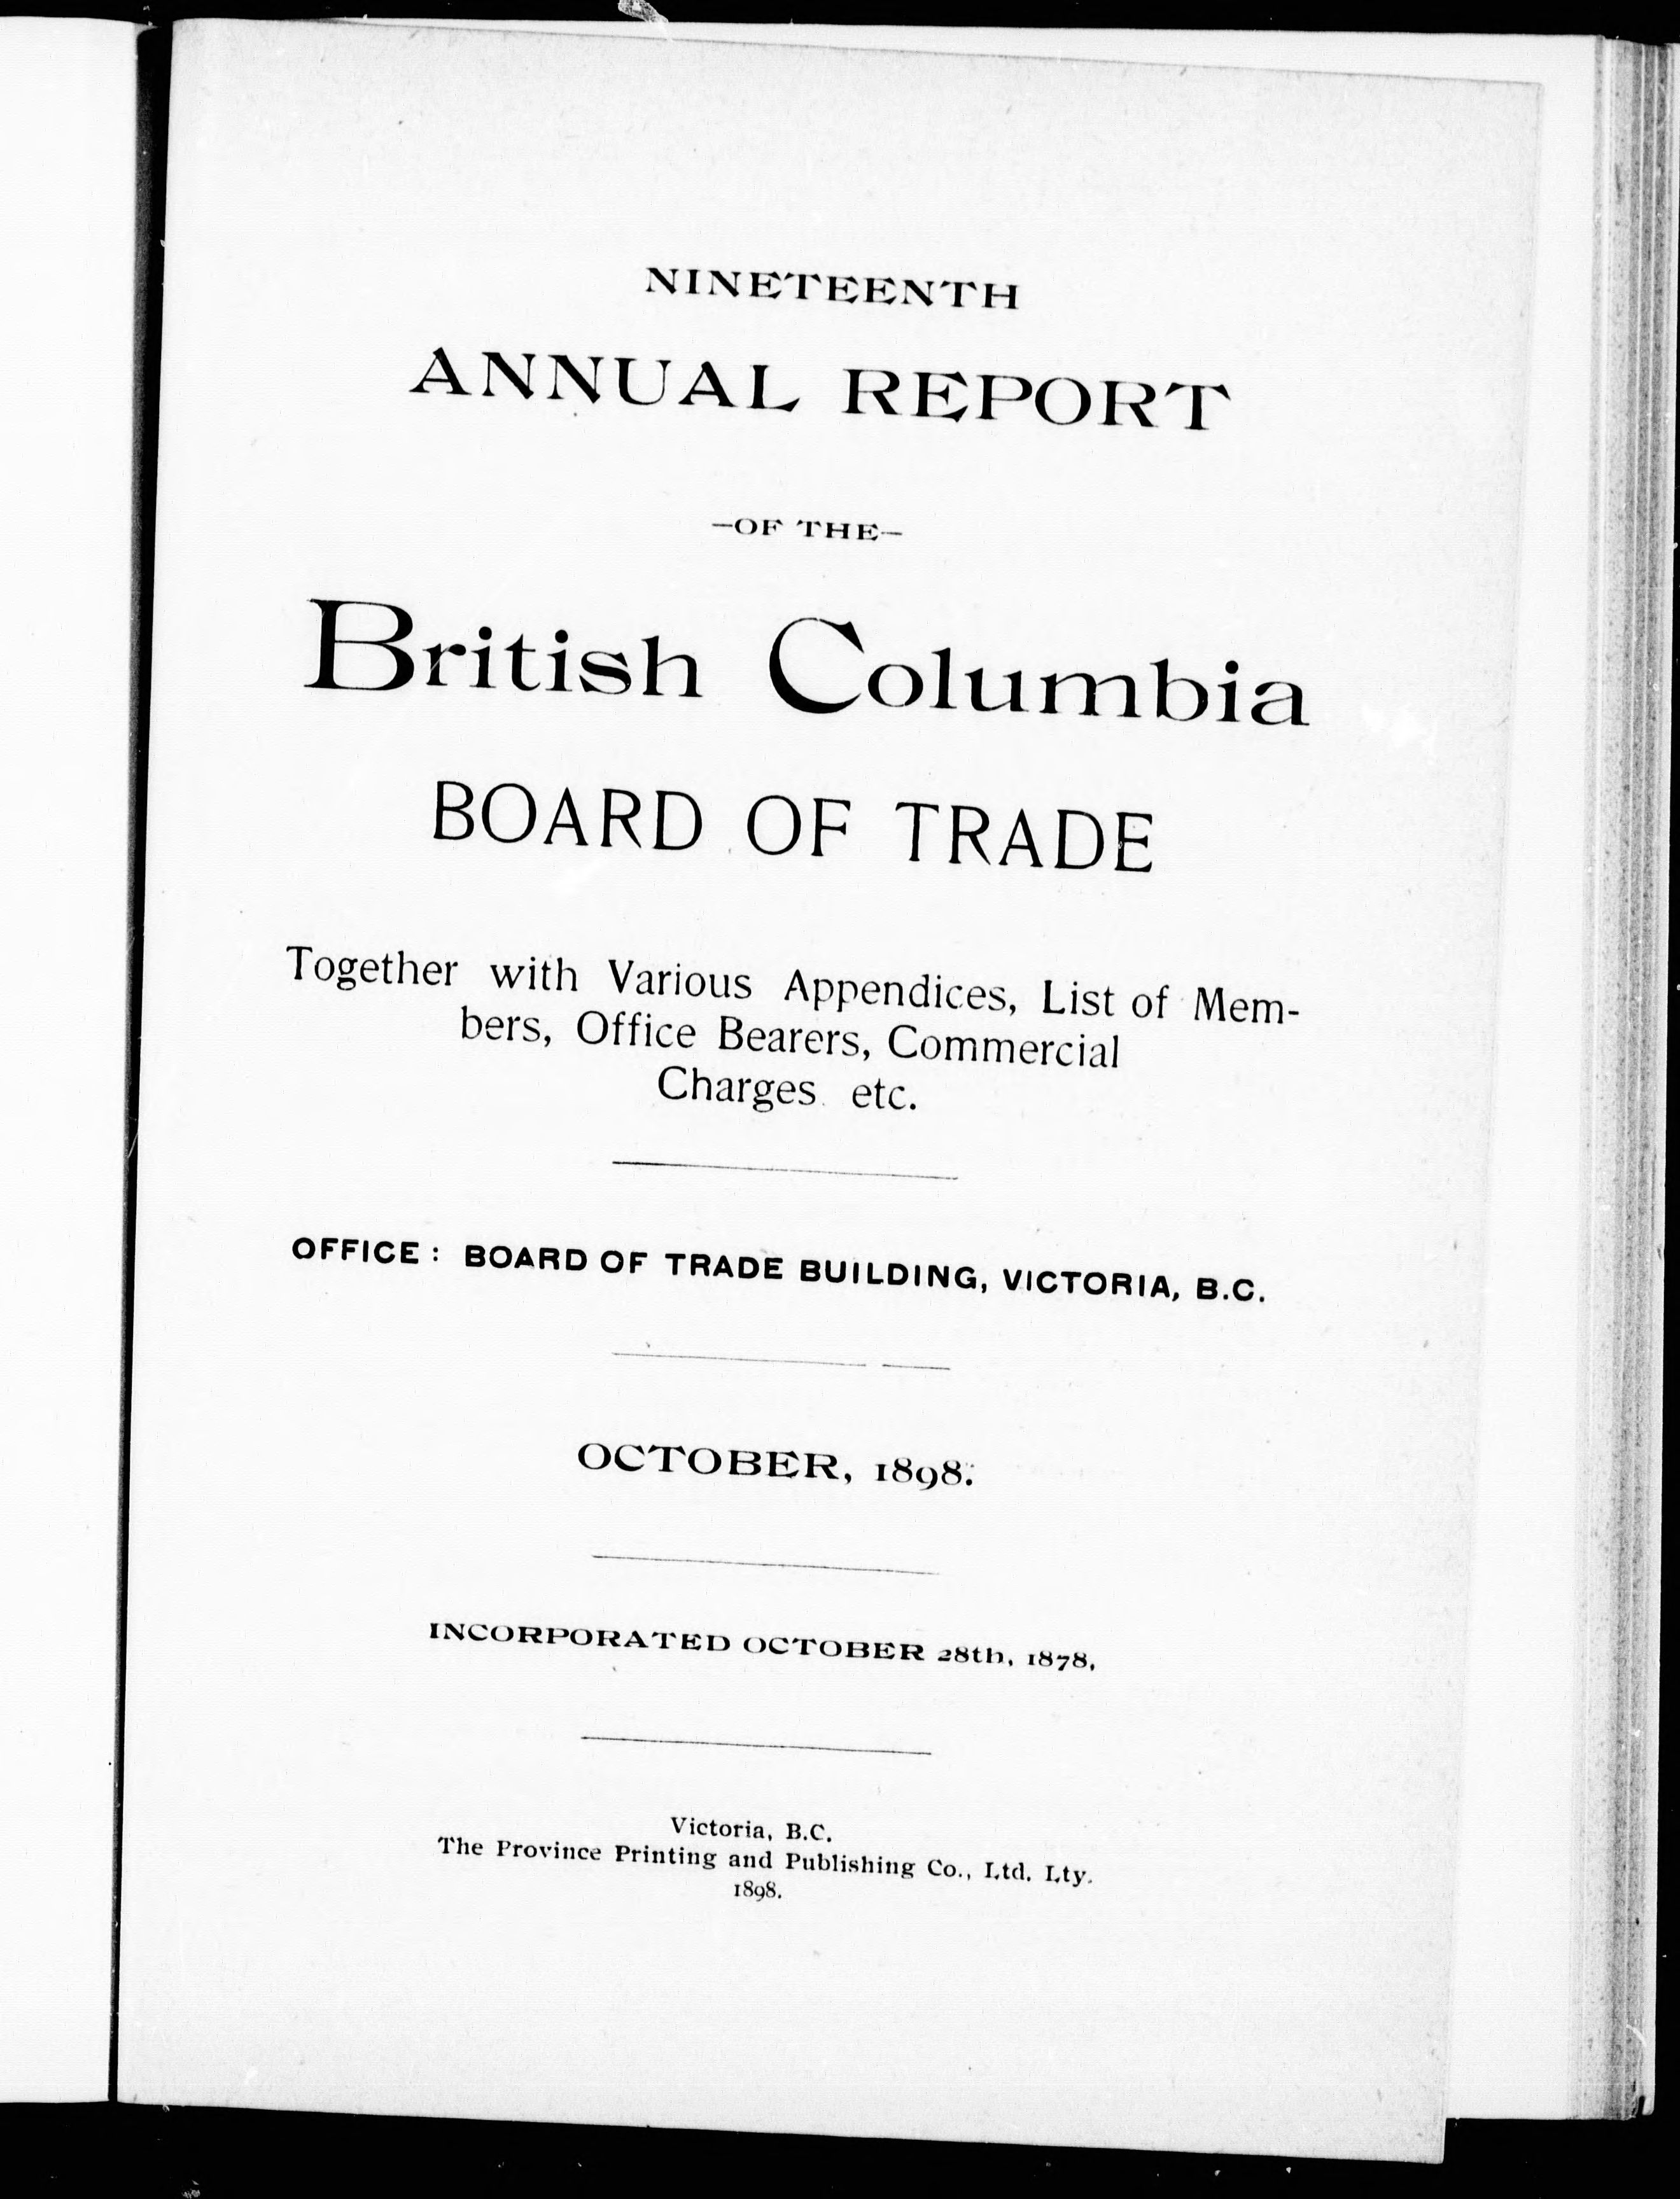 NINETEENTH
ANNUAL REPORT
—OF THE—
British Columbia
BOARD OF TRADE
Together with Various Appendices, List of Mem-
bers, Office Bearers, Commercial
Charges etc.
OFFICE : BOARD OF TRADE BUILDING, VICTORIA, B.C.
OCTOBER, 1898.
INCORPORATED OCTOBER 28th, 1878,
Victoria, B.C.
The Province Printing and Publishing Co., Ltd. Lty.
1898.